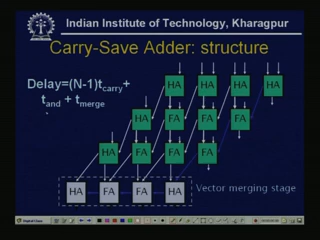 Indian Institute of Technology, Kharagpur
Carry-Save Adder: structure
Delay=(N-1)tcarry+
tand + tmerge
HA HA HA HA
HA FA FA FA
HA FA FA FA
HA FA FA HA
Vector merging stage